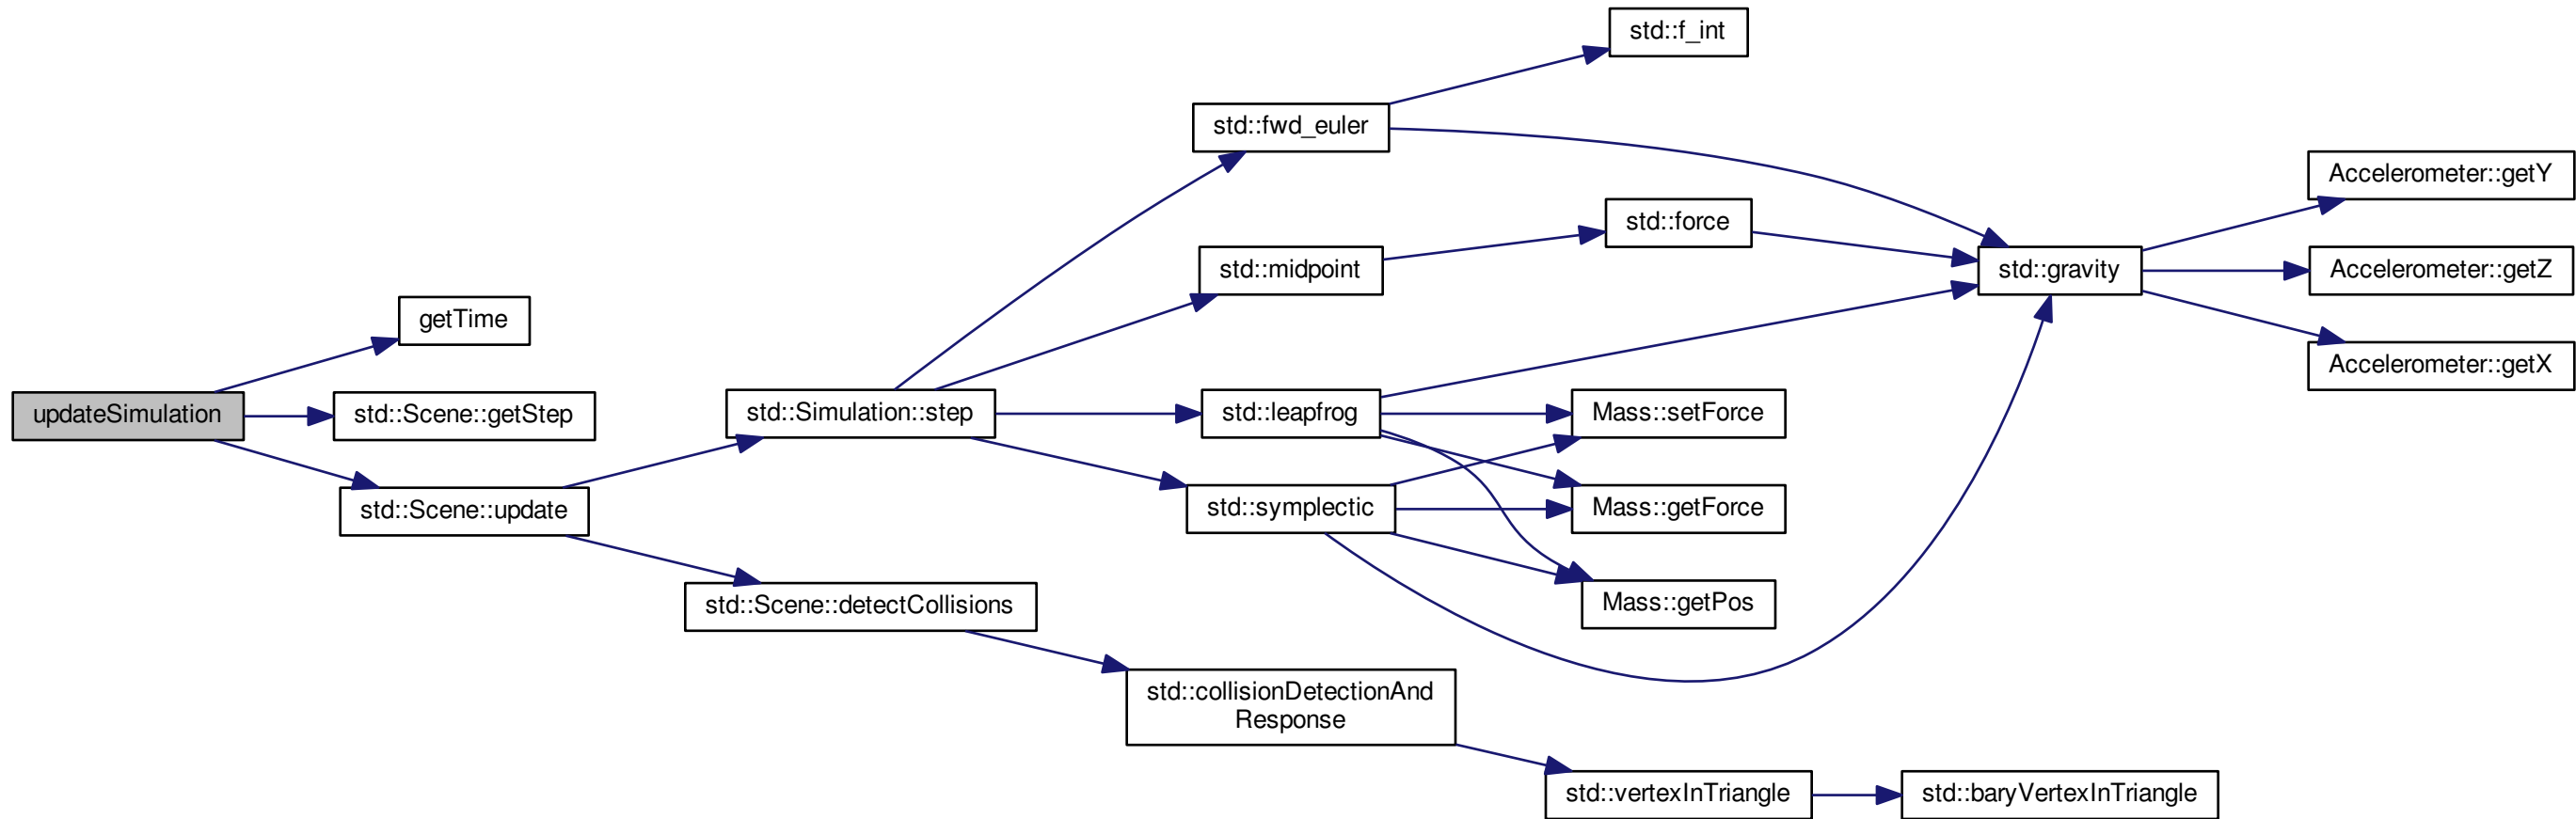 updateSimulation
getTime
std::Scene::getStep
std::Scene::update
std::Simulation::step
std::Scene::detectCollisions
std::fwd_euler
std::midpoint
std::leapfrog
std::symplectic
std::collisionDetectionAnd
Response
std::f_int
std::force
Mass::setForce
Mass::getForce
Mass::getPos
std::vertexInTriangle
std::gravity
std::baryVertexInTriangle
Accelerometer::getY
Accelerometer::getZ
Accelerometer::getX